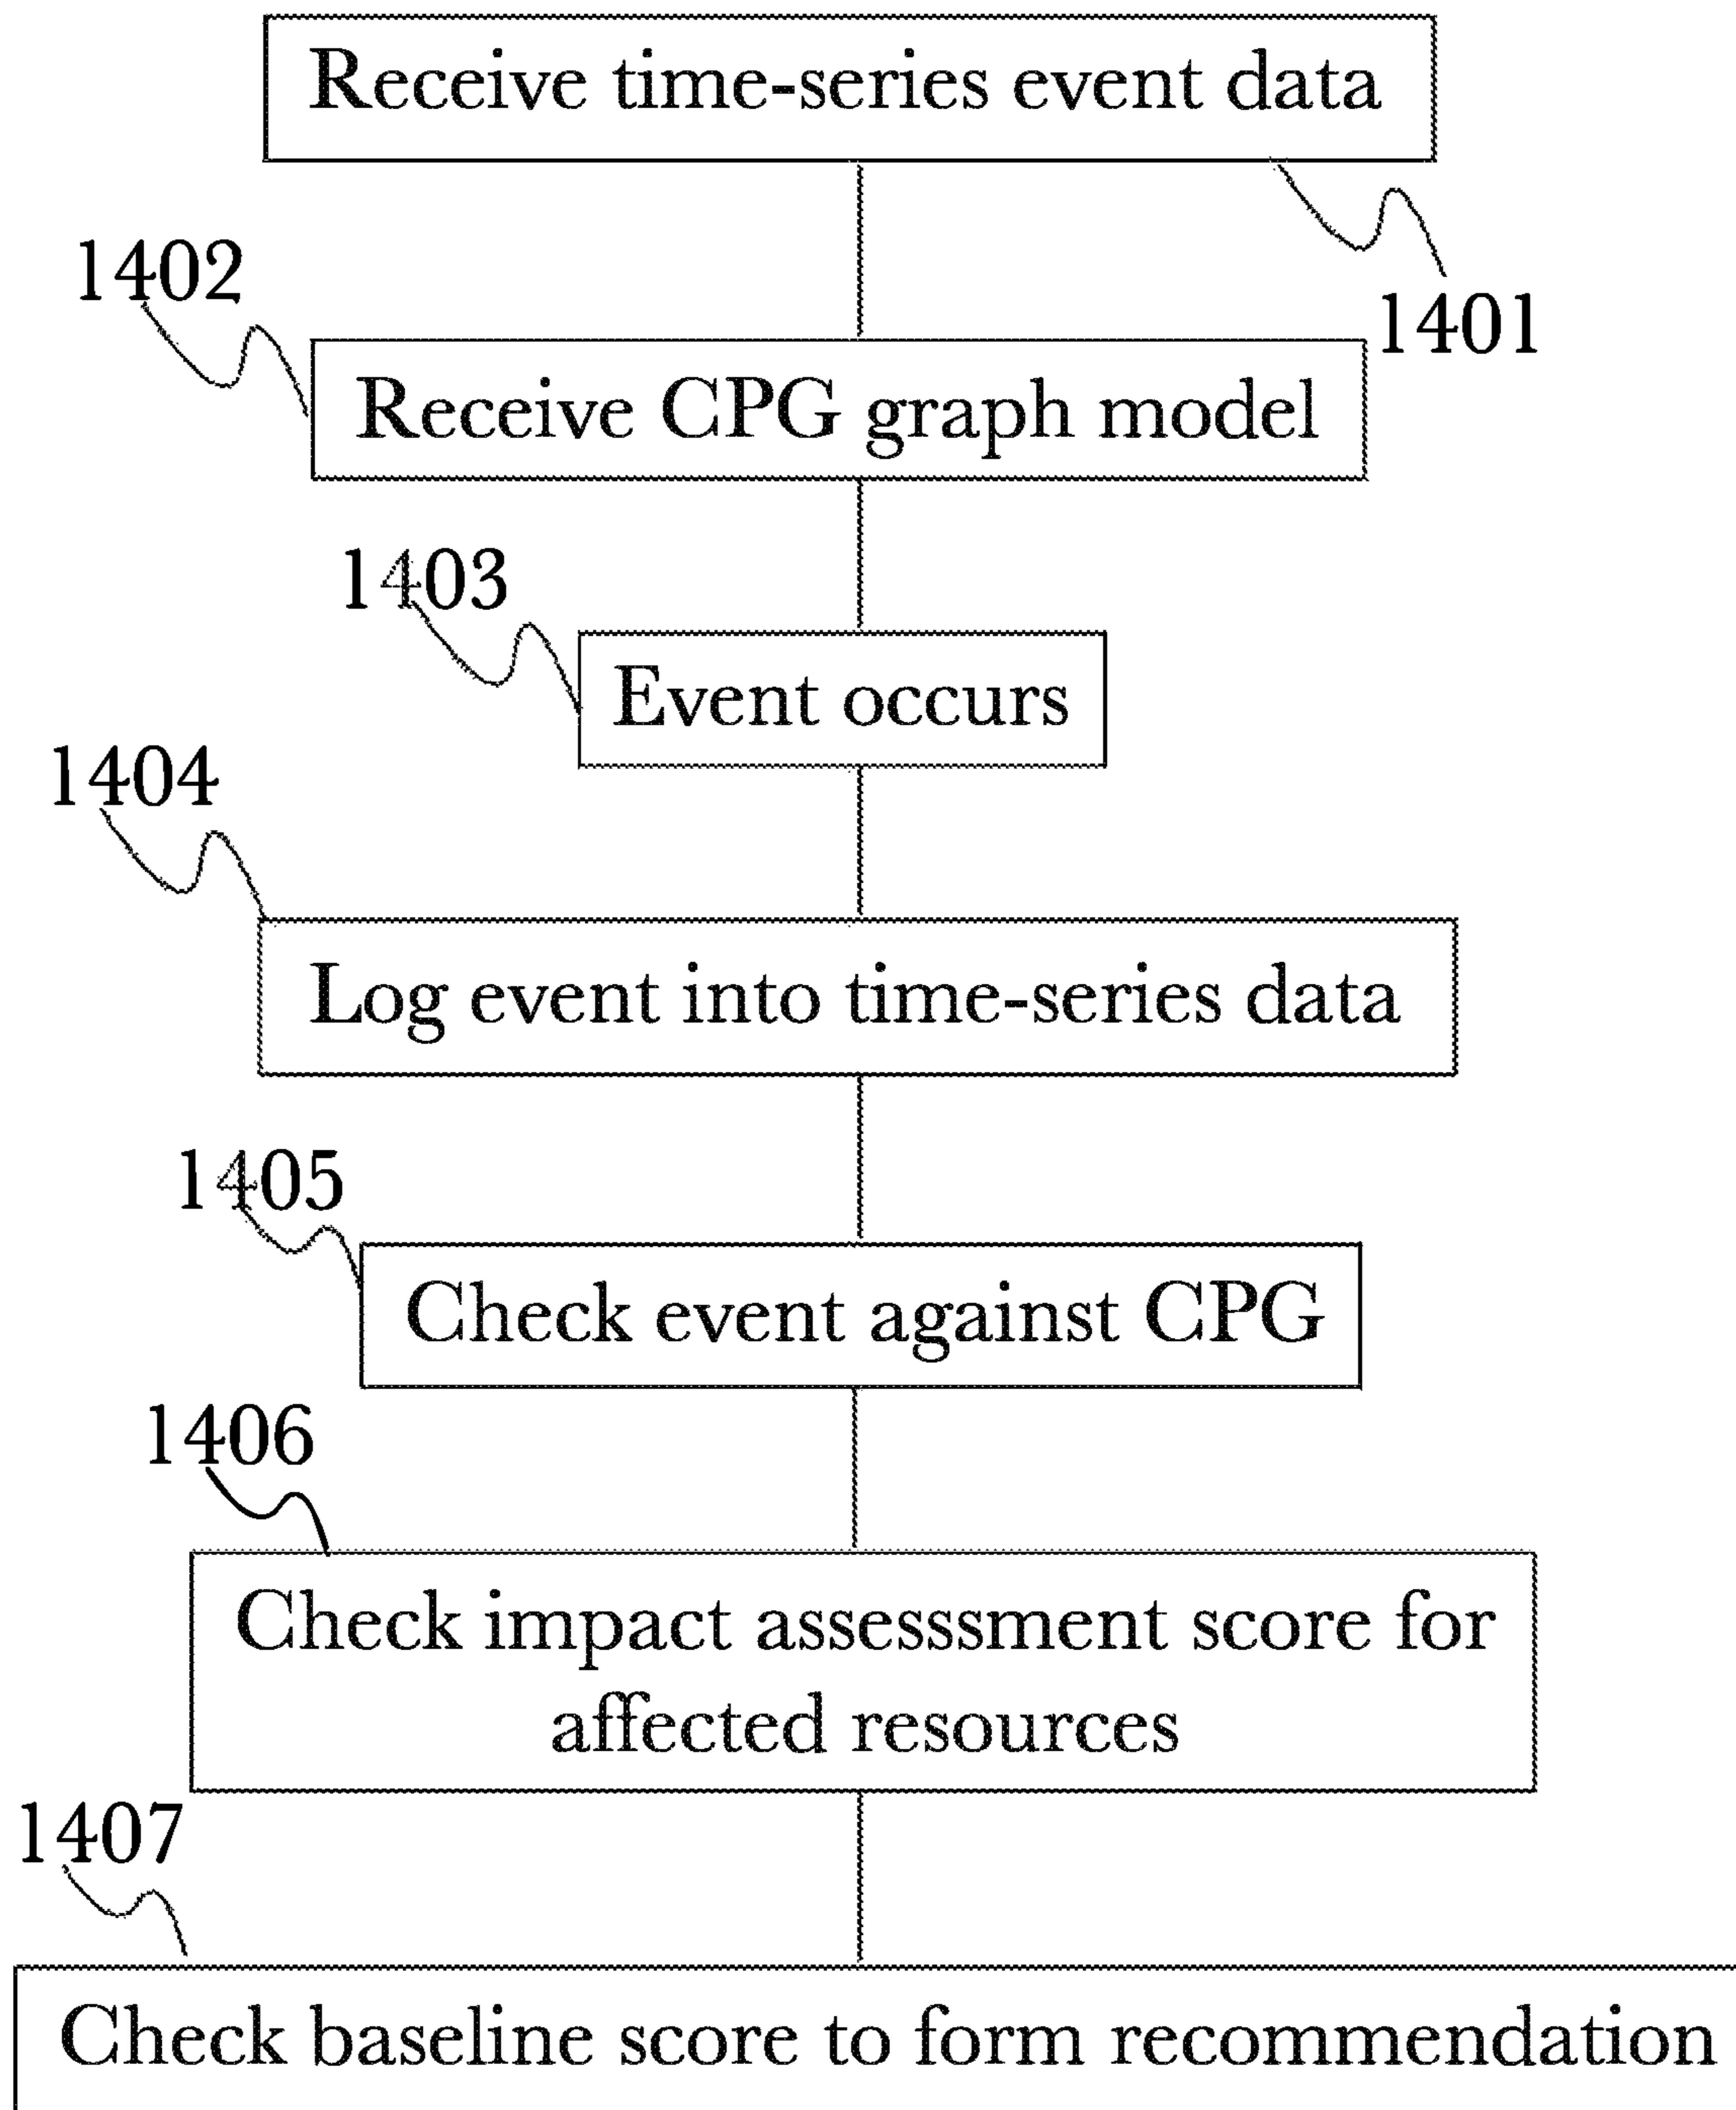 Receive time-series event data
1401
1402
Receive CPG graph model
1403
Event occurs
1404
Log event into time-series data
1405
Check event against CPG
1406
Check impact assesssment score for
affected resources
1407
Check baseline score to form recommendation